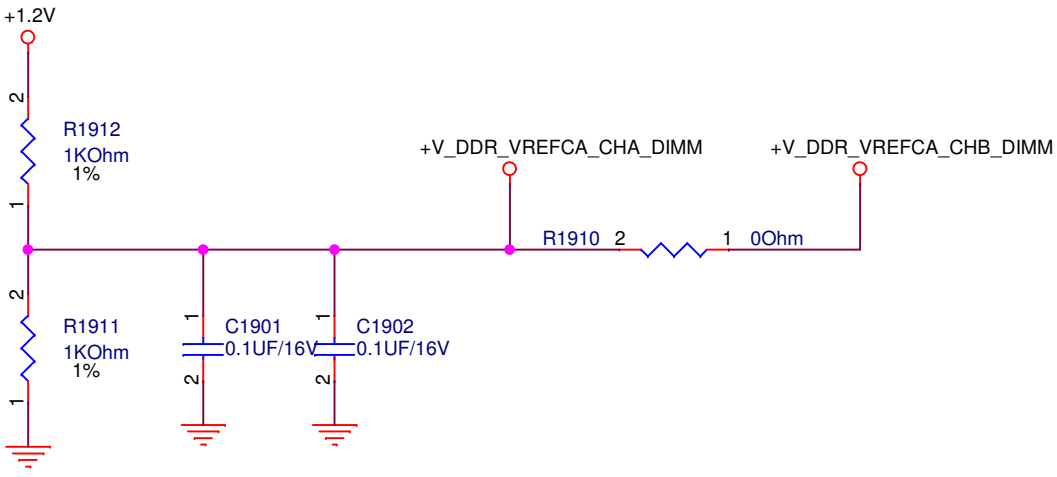 +1.2V
2
R1912
1KOhm
1%
1
+V_DDR_VREFCA_CHA_DIMM
+V_DDR_VREFCA_CHB_DIMM
R1910 2 1 0Ohm
2
R1911
1KOhm
1%
1
1
C1901
0.1UF/16V
2
1
C1902
0.1UF/16V
2